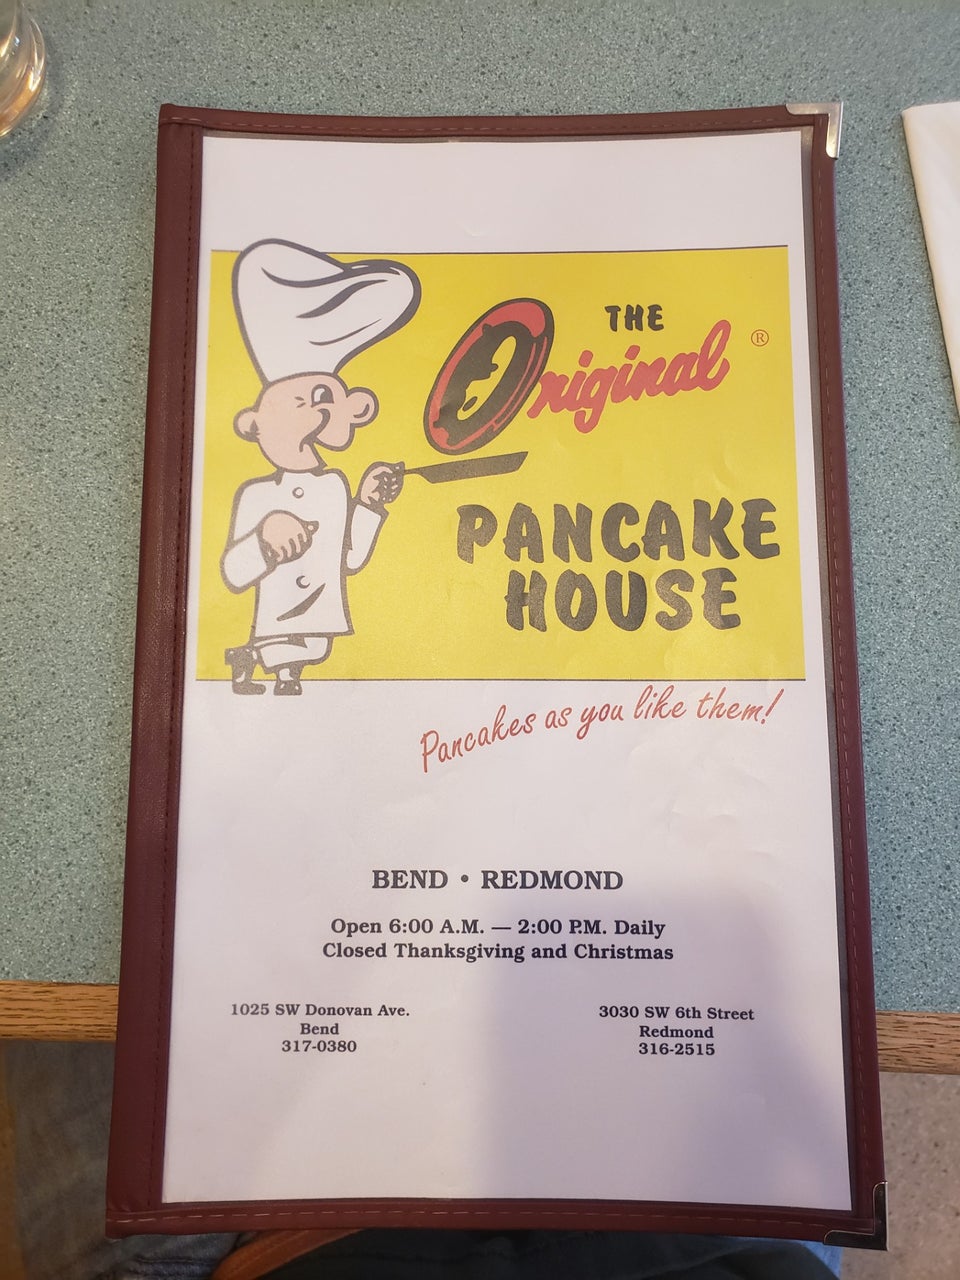 THE
Original ®
PANCAKE
HOUSE
Pancakes as you like them!
BEND • REDMOND
Open 6:00 A.M. — 2:00 P.M. Daily
Closed Thanksgiving and Christmas
1025 SW Donovan Ave.
Bend
317-0380
3030 SW 6th Street
Redmond
316-2515